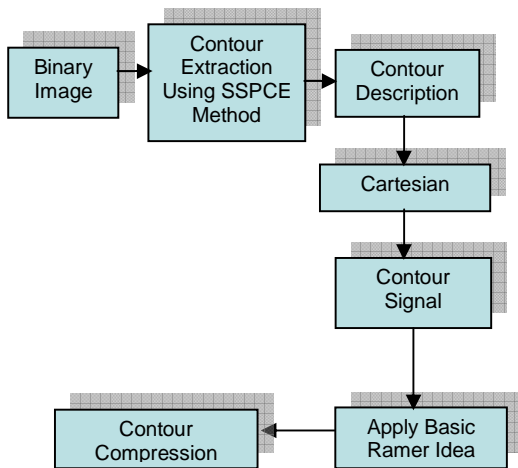 Binary
Image
Contour
Extraction
Using SSPCE
Method
Contour
Description
Cartesian
Contour
Signal
Apply Basic
Ramer Idea
Contour
Compression